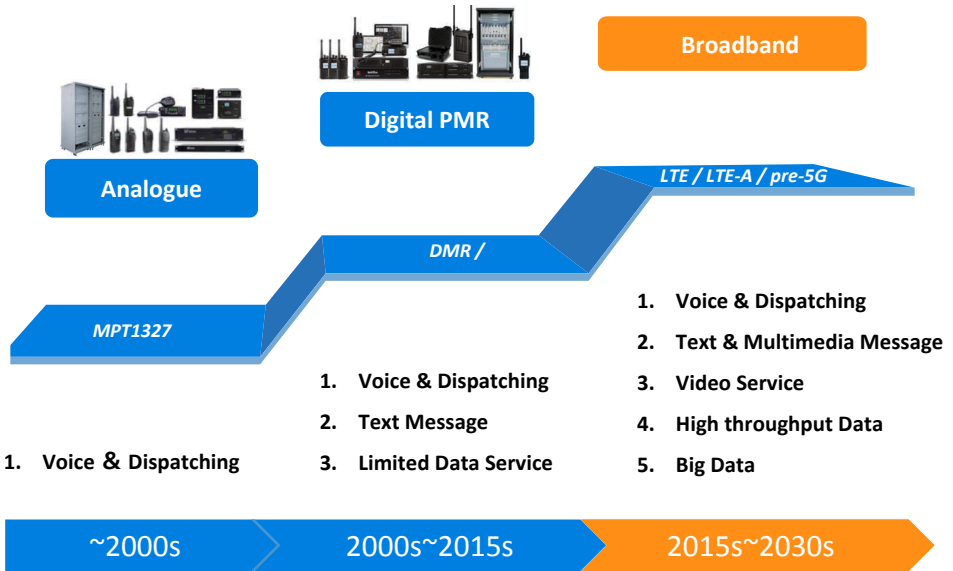 Broadband
Digital PMR
Analogue
LTE / LTE-A / pre-5G
DMR /
MPT1327
1. Voice & Dispatching
1. Voice & Dispatching
2. Text Message
3. Limited Data Service
1. Voice & Dispatching
2. Text & Multimedia Message
3. Video Service
4. High throughput Data
5. Big Data
~2000s
2000s~2015s
2015s~2030s